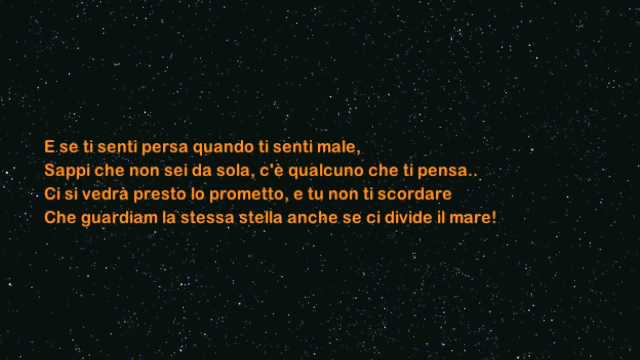 E se ti senti persa quando ti senti male,
Sappi che non sei da sola, c'è qualcuno che ti pensa..
Ci si vedrà presto lo prometto, e tu non ti scordare
Che guardiam la stessa stella anche se ci divide il mare!